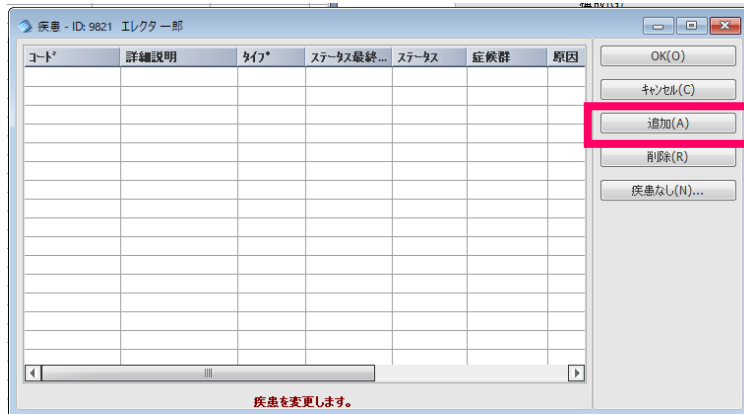 疾患 - ID: 9821 エレクター郎
コード 詳細説明 タイプ ステータス最終... ステータス 症候群 原因
OK(O)
キャンセル(C)
追加(A)
削除(R)
疾患なし(N)...
疾患を変更します。